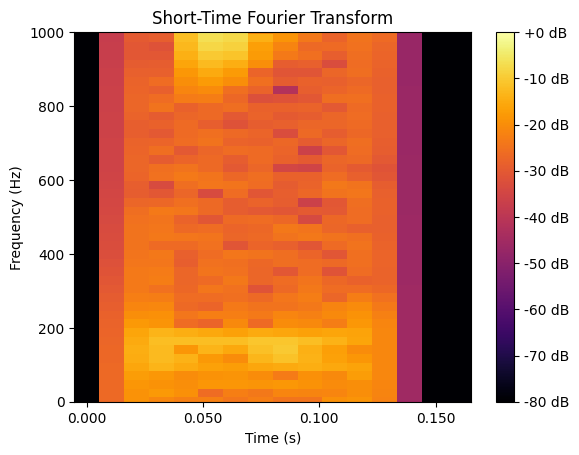 Short-Time Fourier Transform
Frequency (Hz)
1000
800
600
400
200
0
0.000
0.050
0.100
0.150
Time (s)
+0 dB
-10 dB
-20 dB
-30 dB
-40 dB
-50 dB
-60 dB
-70 dB
-80 dB